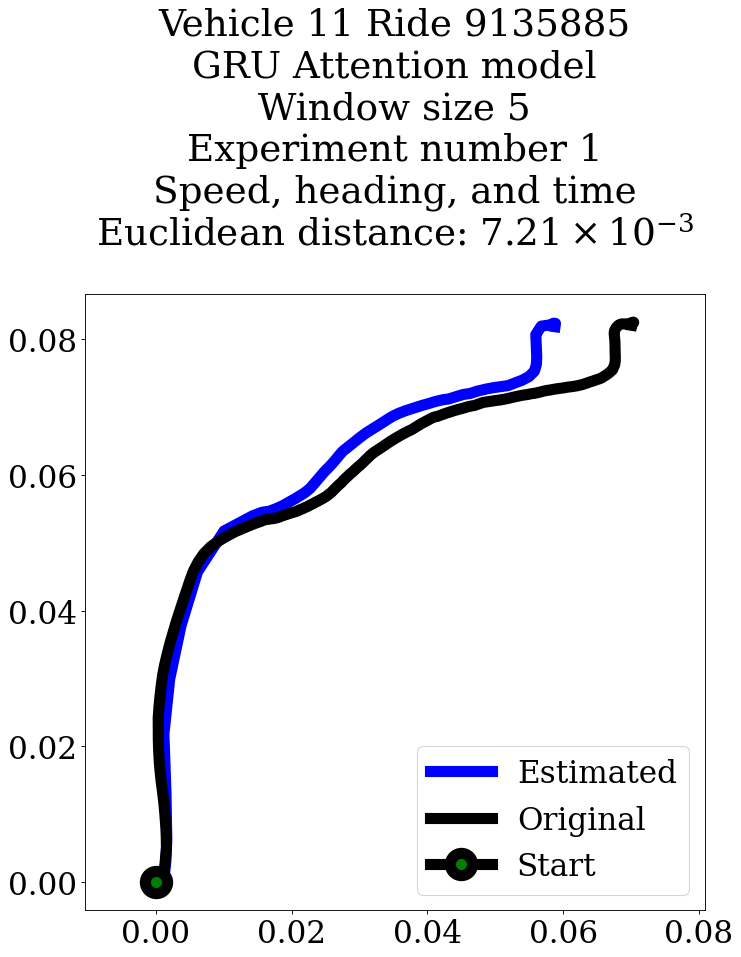 Vehicle 11 Ride 9135885
GRU Attention model
Window size 5
Experiment number 1
Speed, heading, and time
Euclidean distance: 7.21 × 10⁻³
0.08
0.06
0.04
0.02
0.00
Estimated
Original
Start
0.00 0.02 0.04 0.06 0.08